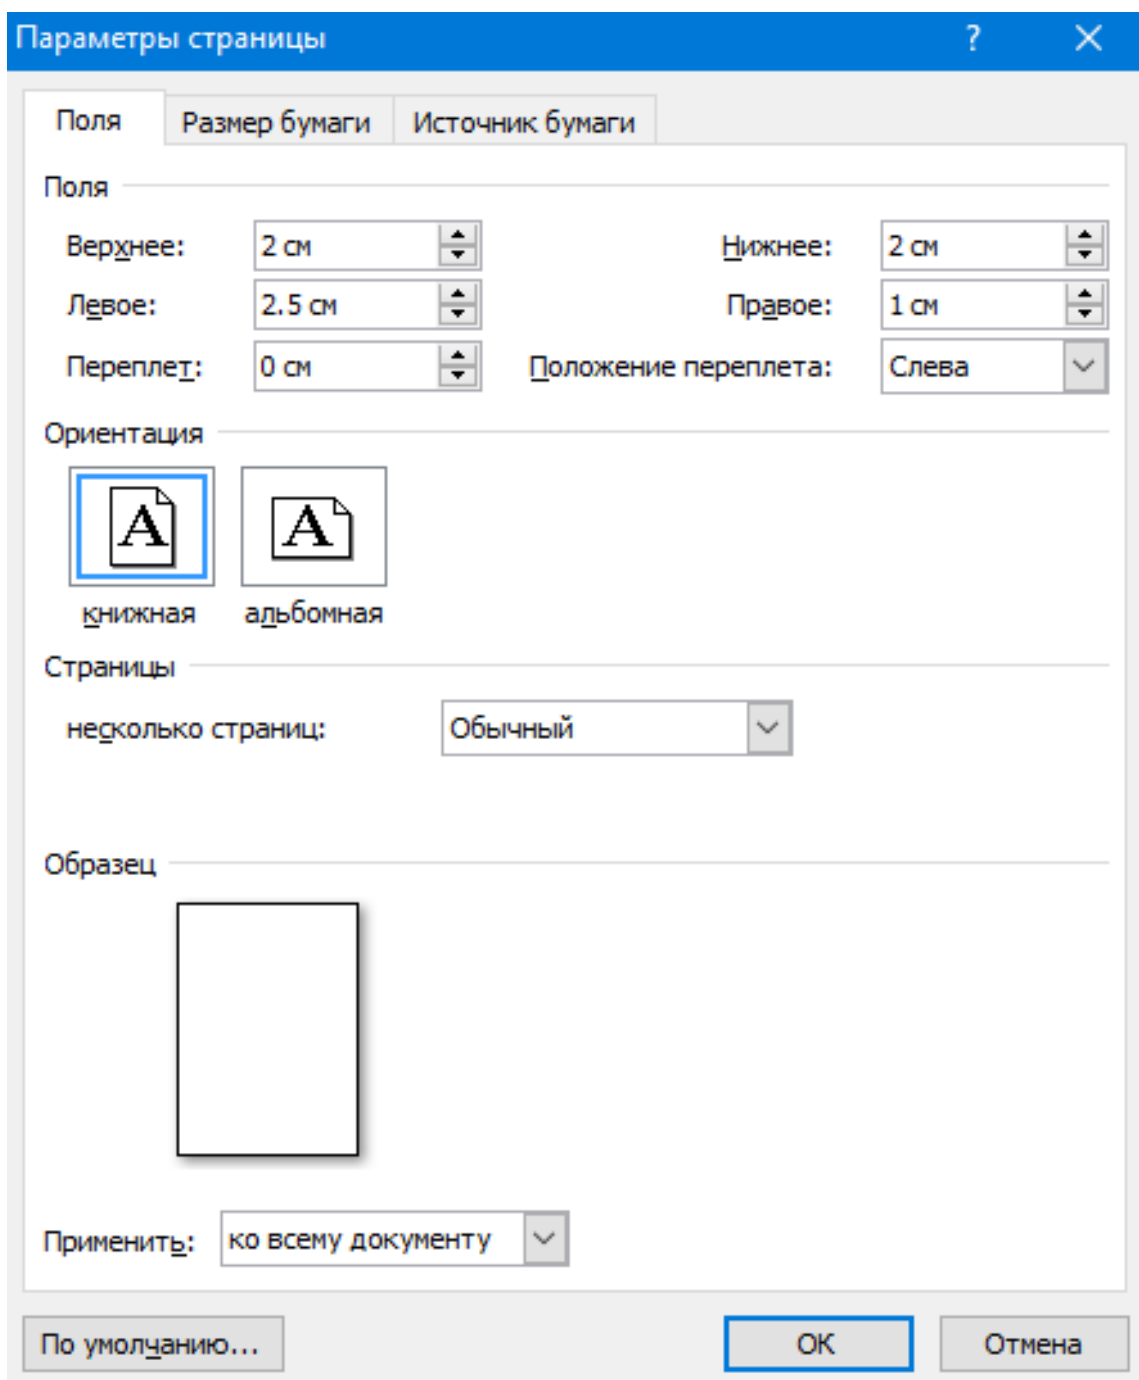 Параметры страницы ?
Поля Размер бумаги Источник бумаги
Поля
Верхнее: 2 см Нижнее: 2 см
Левое: 2.5 см Правое: 1 см
Переплет: 0 см Положение переплета: Слева
Ориентация
A A
книжная альбомная
Страницы
несколько страниц: Обычный
Образец
Применить: ко всему документу
По умолчанию... ОК Отмена